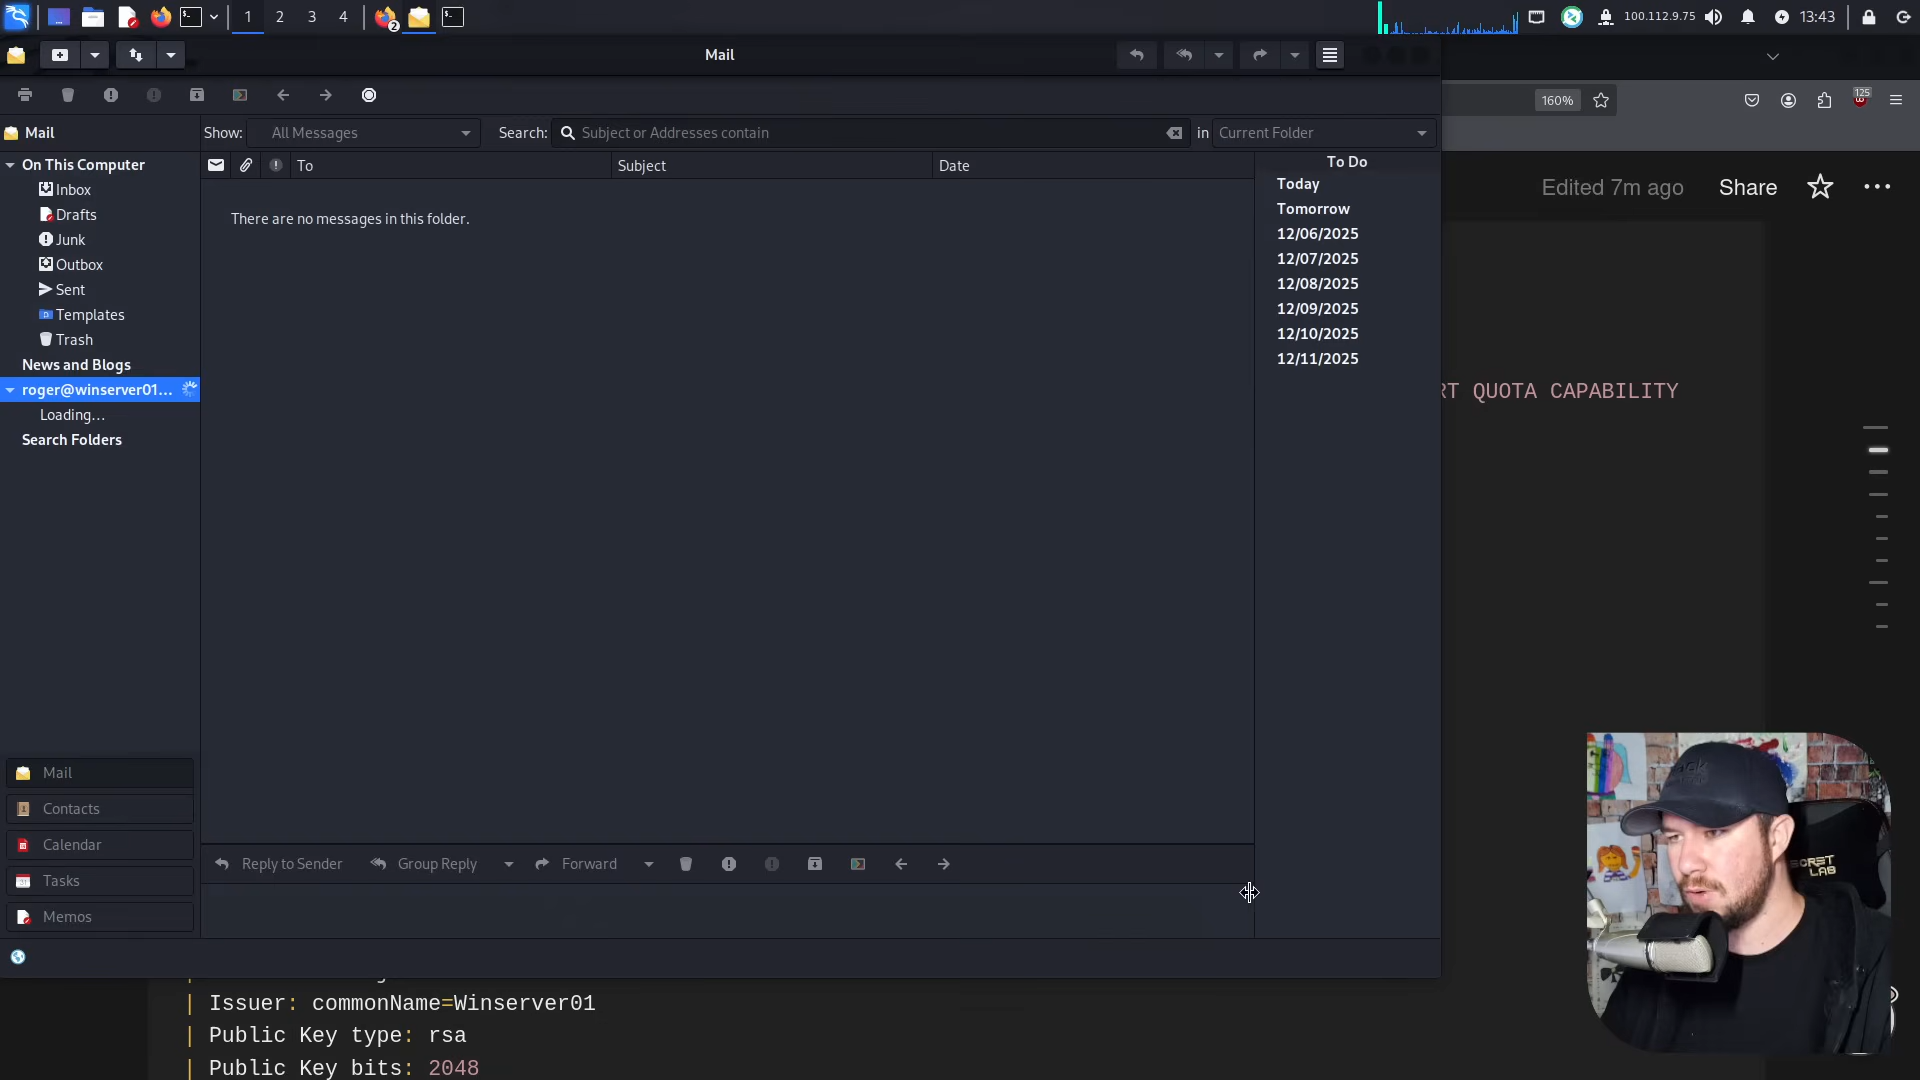 1 2 3 4 2 100.112.9.75 13:43
Mail
160% 125
Mail
Show: All Messages Search: Subject or Addresses contain in Current Folder
On This Computer
Inbox
Drafts
Junk
Outbox
Sent
Templates
Trash
News and Blogs
roger@winserver01...
Loading...
Search Folders
To Subject Date
There are no messages in this folder.
To Do
Today
Tomorrow
12/06/2025
12/07/2025
12/08/2025
12/09/2025
12/10/2025
12/11/2025
Edited 7m ago Share
RT QUOTA CAPABILITY
Mail
Contacts
Calendar
Tasks
Memos
Reply to Sender Group Reply Forward
| Issuer: commonName=Winserver01
| Public Key type: rsa
| Public Key bits: 2048
SECRET
LAB